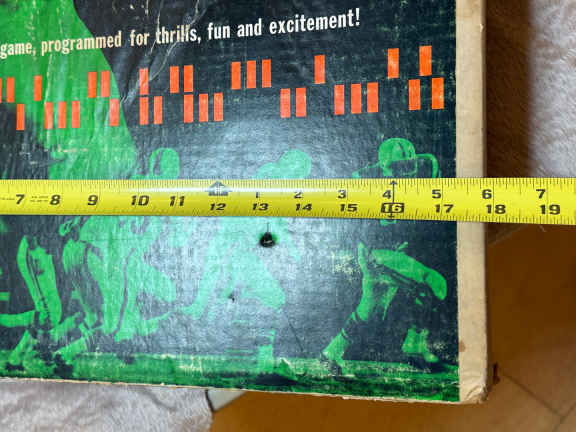 game, programmed for thrills, fun and excitement!
1 2 3 4 5 6 7
7 8 9 10 11 12 13 14 15 16 17 18 19